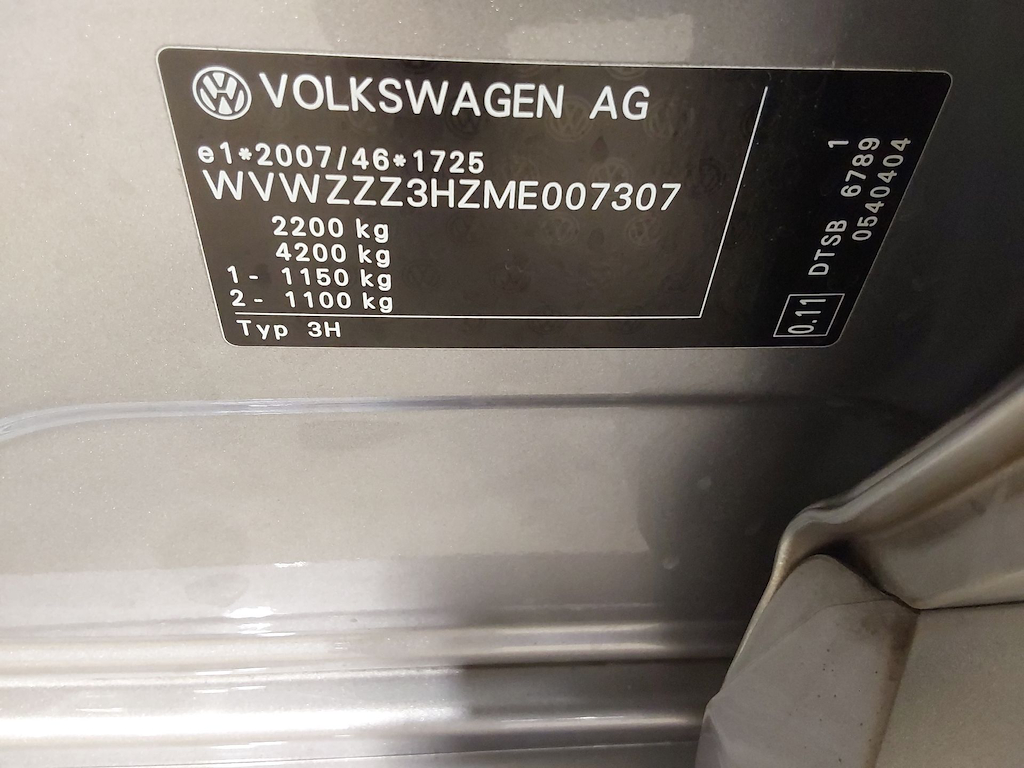 VOLKSWAGEN AG
e1*2007/46*1725
WVWZZZ3HZME007307
2200 kg
4200 kg
1- 1150 kg
2- 1100 kg
Typ 3H
1
DTSB 6789
0540404
0.11